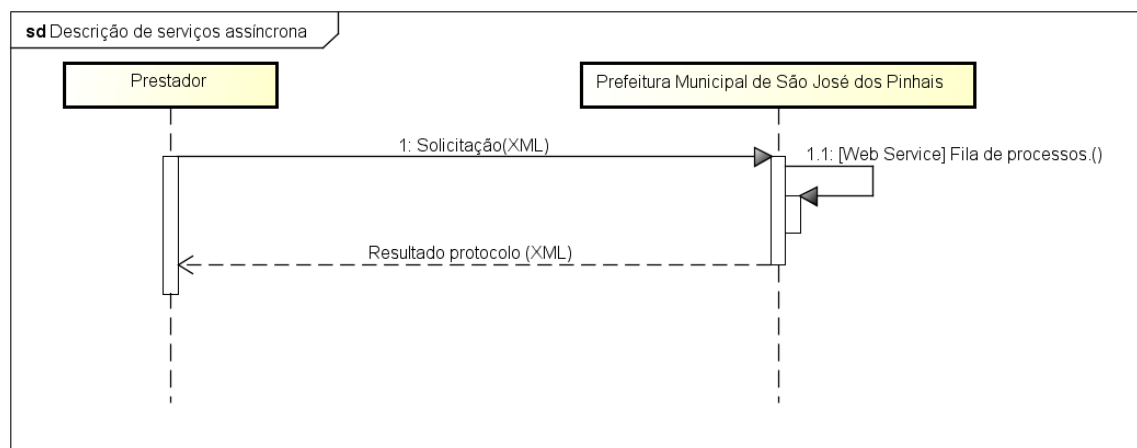 sd Descrição de serviços assíncrona
Prestador
Prefeitura Municipal de São José dos Pinhais
1: Solicitação(XML)
1.1: [Web Service] Fila de processos.()
Resultado protocolo (XML)